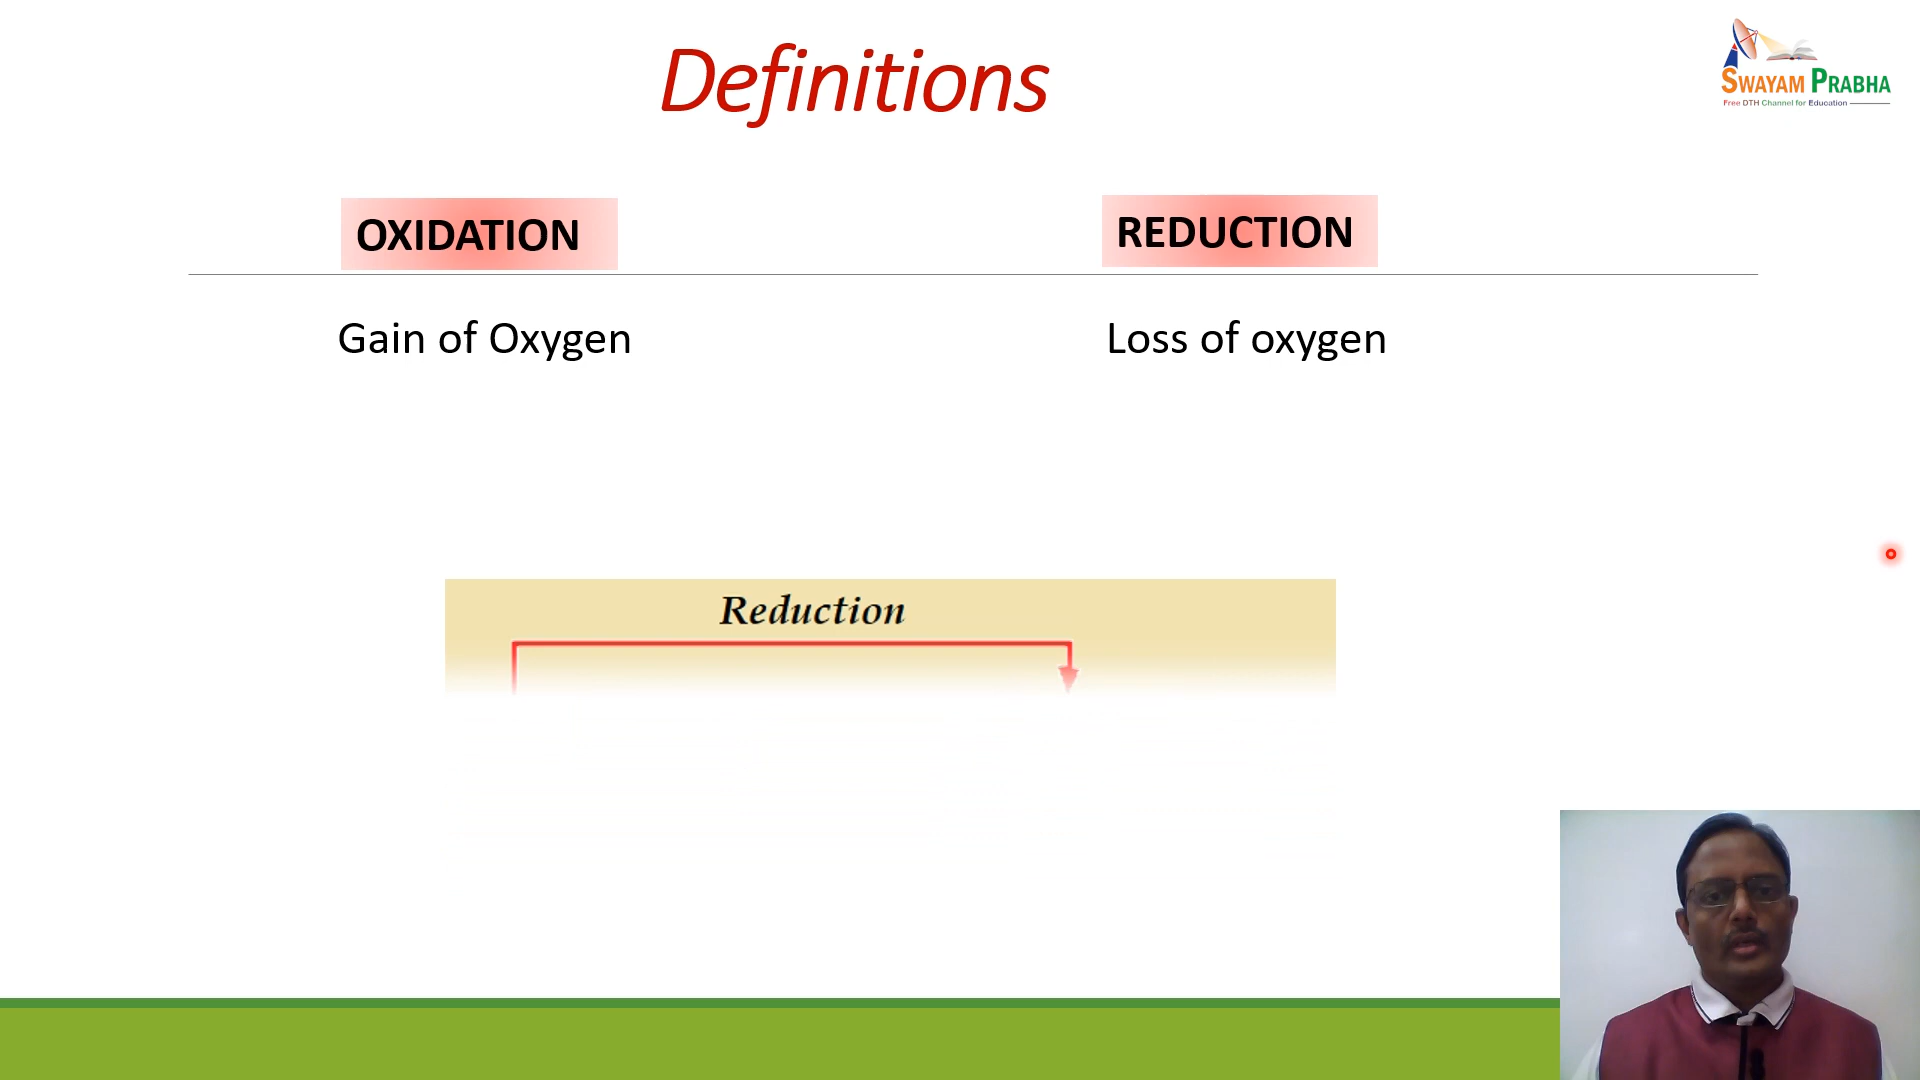 Definitions
SWAYAM PRABHA
Free DTH Channel for Education
OXIDATION
REDUCTION
Gain of Oxygen
Loss of oxygen
Reduction